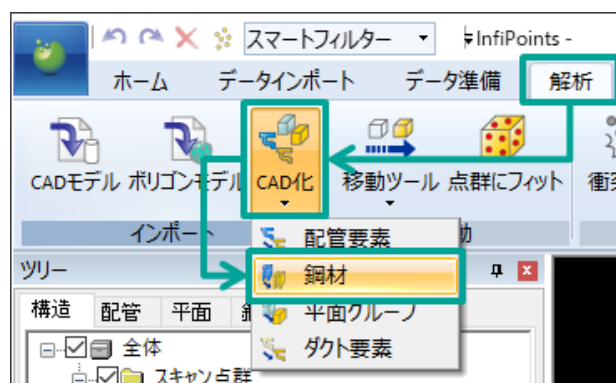 スマートフィルター InfiPoints -
ホーム データインポート データ準備 解析
CADモデル ポリゴンモデル CAD化 移動ツール 点群にフィット
インポート
配管要素
鋼材
平面グループ
ダクト要素
ツリー
構造 配管 平面
全体
スキャン点群